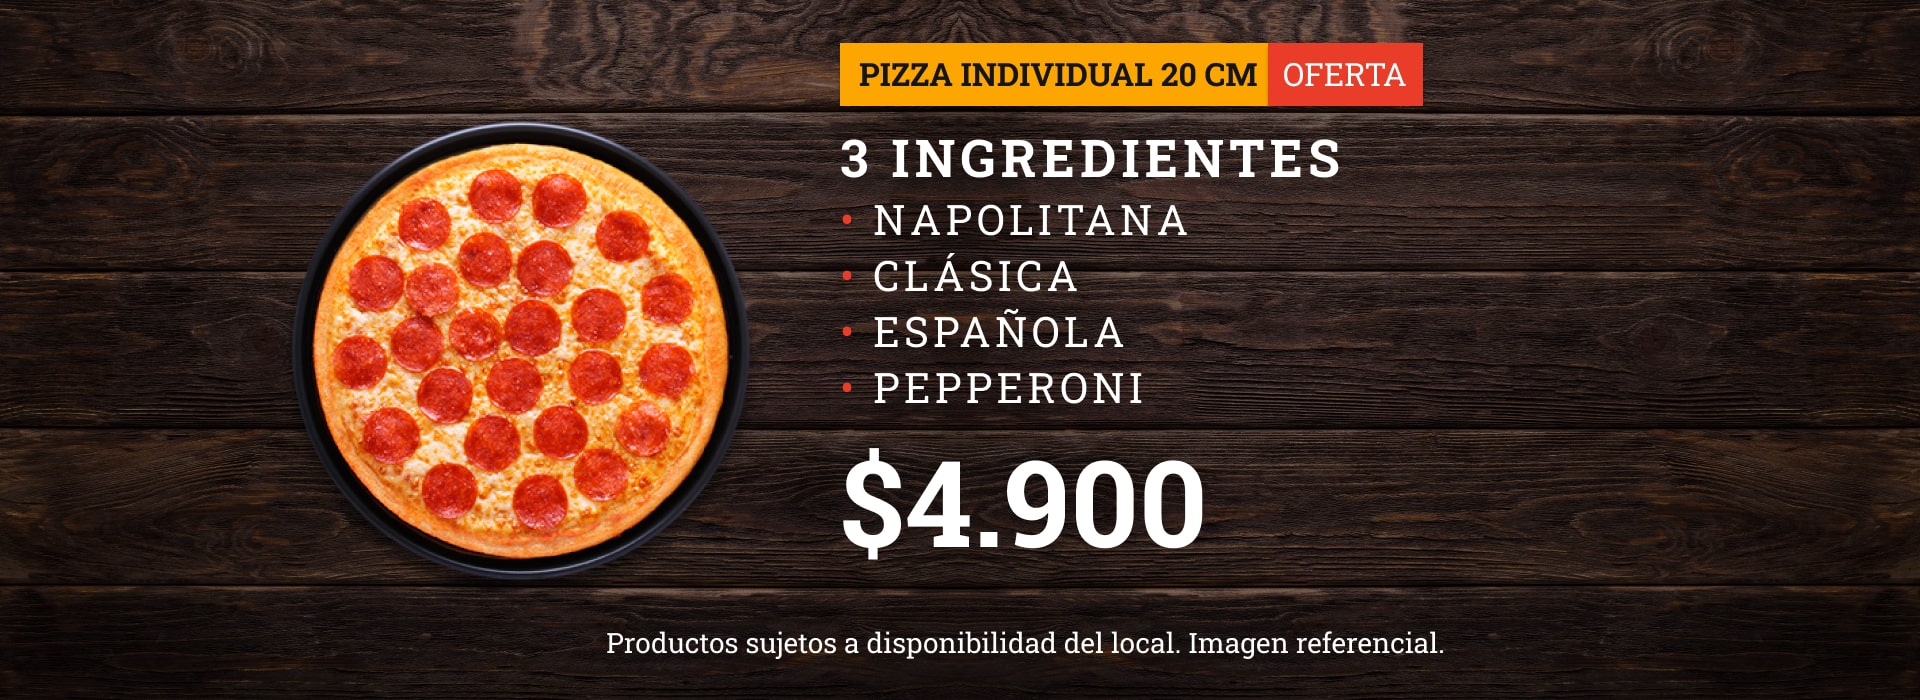 PIZZA INDIVIDUAL 20 CM OFERTA
3 INGREDIENTES
• NAPOLITANA
• CLÁSICA
• ESPAÑOLA
• PEPPERONI
$4.900
Productos sujetos a disponibilidad del local. Imagen referencial.